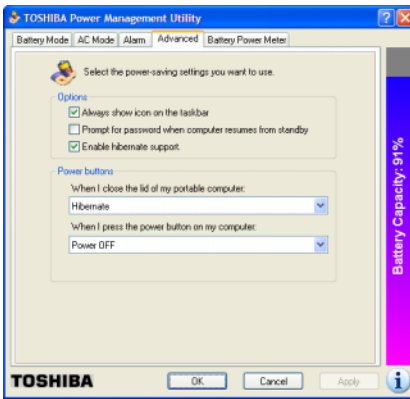 TOSHIBA Power Management Utility
Battery Mode AC Mode Alarm Advanced Battery Power Meter
Select the power-saving settings you want to use.
Options
Always show icon on the taskbar
Prompt for password when computer resumes from standby
Enable hibernate support.
Power buttons
When I close the lid of my portable computer:
Hibernate
When I press the power button on my computer:
Power OFF
Battery Capacity: 91%
TOSHIBA
OK
Cancel
Apply